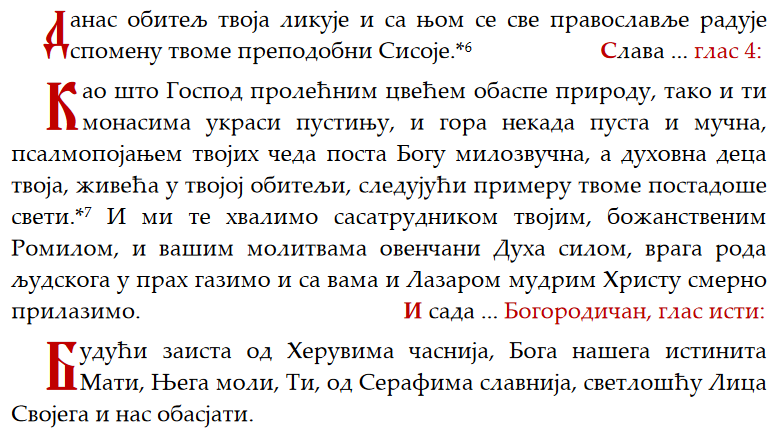 Данас обитељ твоја ликује и са њом се све православље радује
спомену твоме преподобни Сисоје.*6 Слава ... глас 4:
Као што Господ пролећним цвећем обаспе природу, тако и ти
монасима украси пустињу, и гора некада пуста и мучна,
псалмопојањем твојих чеда поста Богу милозвучна, а духовна деца
твоја, живећа у твојој обитељи, следујући примеру твоме постадоше
свети.*7 И ми те хвалимо сасатрудником твојим, божанственим
Ромилом, и вашим молитвама овенчани Духа силом, врага рода
људскога у прах газимо и са вама и Лазаром мудрим Христу смерно
прилазимо. И сада ... Богородичан, глас исти:
Будући заиста од Херувима часнија, Бога нашега истинита
Мати, Њега моли, Ти, од Серафима славнија, светлошћу Лица
Својега и нас обасјати.